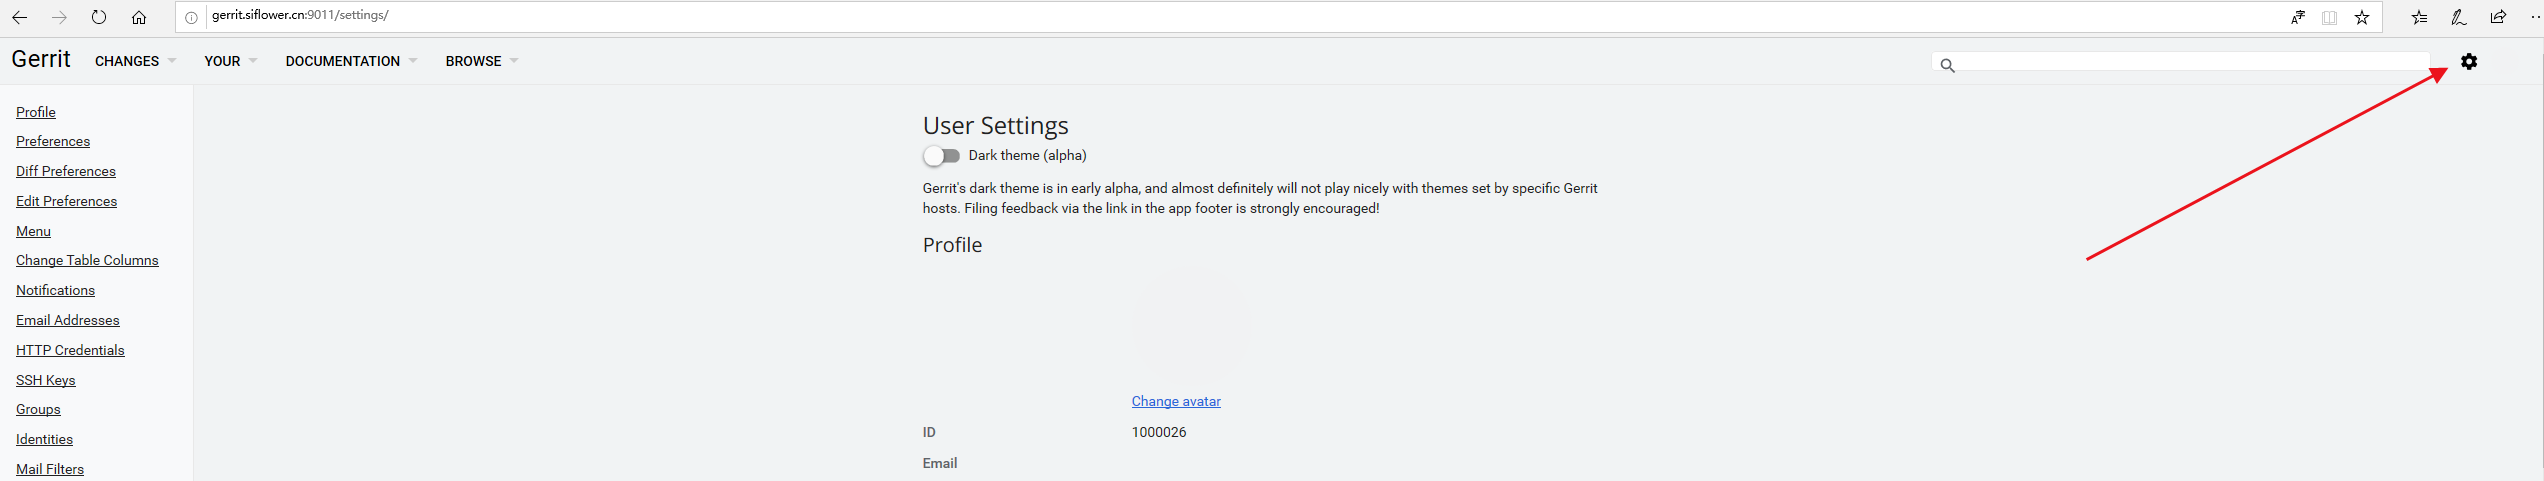 gerrit.siflower.cn:9011/settings/
Gerrit CHANGES YOUR DOCUMENTATION BROWSE
Profile
Preferences
Diff Preferences
Edit Preferences
Menu
Change Table Columns
Notifications
Email Addresses
HTTP Credentials
SSH Keys
Groups
Identities
Mail Filters
User Settings
Dark theme (alpha)
Gerrit's dark theme is in early alpha, and almost definitely will not play nicely with themes set by specific Gerrit
hosts. Filing feedback via the link in the app footer is strongly encouraged!
Profile
Change avatar
ID 1000026
Email